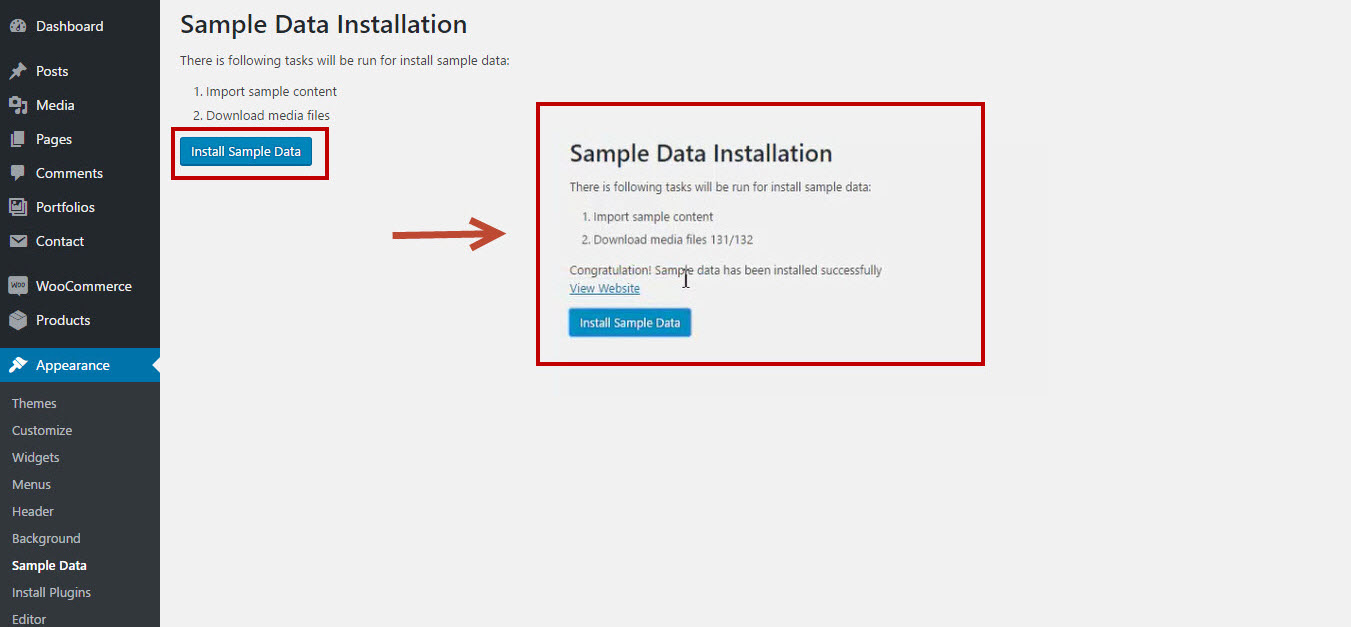 Dashboard
Posts
Media
Pages
Comments
Portfolios
Contact
WOO WooCommerce
Products
Appearance
Themes
Customize
Widgets
Menus
Header
Background
Sample Data
Install Plugins
Editor
Sample Data Installation
There is following tasks will be run for install sample data:
1. Import sample content
2. Download media files
Install Sample Data
Sample Data Installation
There is following tasks will be run for install sample data:
1. Import sample content
2. Download media files 131/132
Congratulation! Sample data has been installed successfully
View Website
Install Sample Data